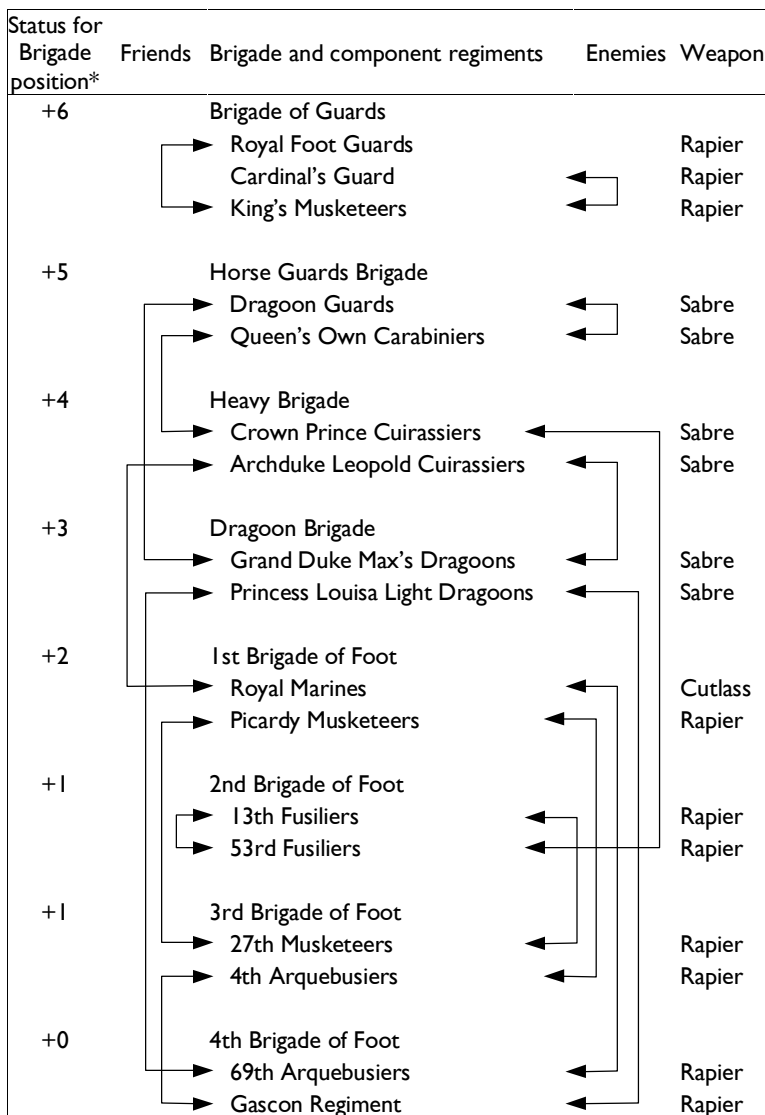 Status for
Brigade Friends Brigade and component regiments Enemies Weapon
position*
+6 Brigade of Guards
Royal Foot Guards Rapier
Cardinal's Guard Rapier
King's Musketeers Rapier
+5 Horse Guards Brigade
Dragoon Guards Sabre
Queen's Own Carabiniers Sabre
+4 Heavy Brigade
Crown Prince Cuirassiers Sabre
Archduke Leopold Cuirassiers Sabre
+3 Dragoon Brigade
Grand Duke Max's Dragoons Sabre
Princess Louisa Light Dragoons Sabre
+2 1st Brigade of Foot
Royal Marines Cutlass
Picardy Musketeers Rapier
+1 2nd Brigade of Foot
13th Fusiliers Rapier
53rd Fusiliers Rapier
+1 3rd Brigade of Foot
27th Musketeers Rapier
4th Arquebusiers Rapier
+0 4th Brigade of Foot
69th Arquebusiers Rapier
Gascon Regiment Rapier